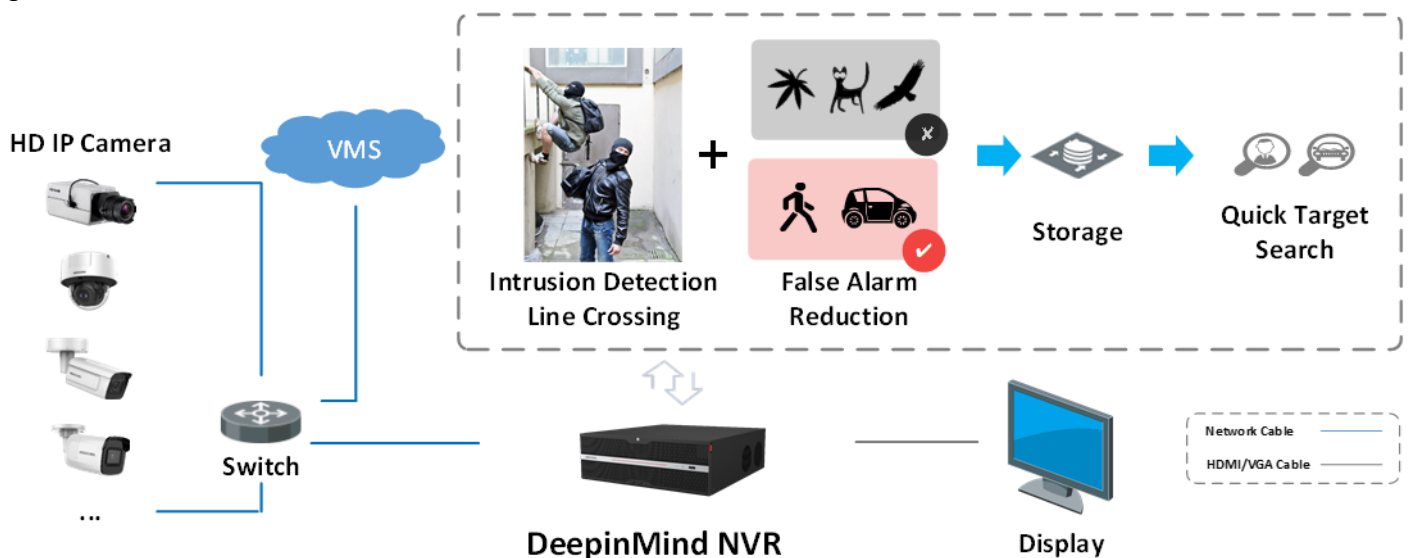 HD IP Camera
VMS
Intrusion Detection
Line Crossing
+
False Alarm
Reduction
Storage
Quick Target
Search
Switch
...
DeepinMind NVR
Display
Network Cable
HDMI/VGA Cable